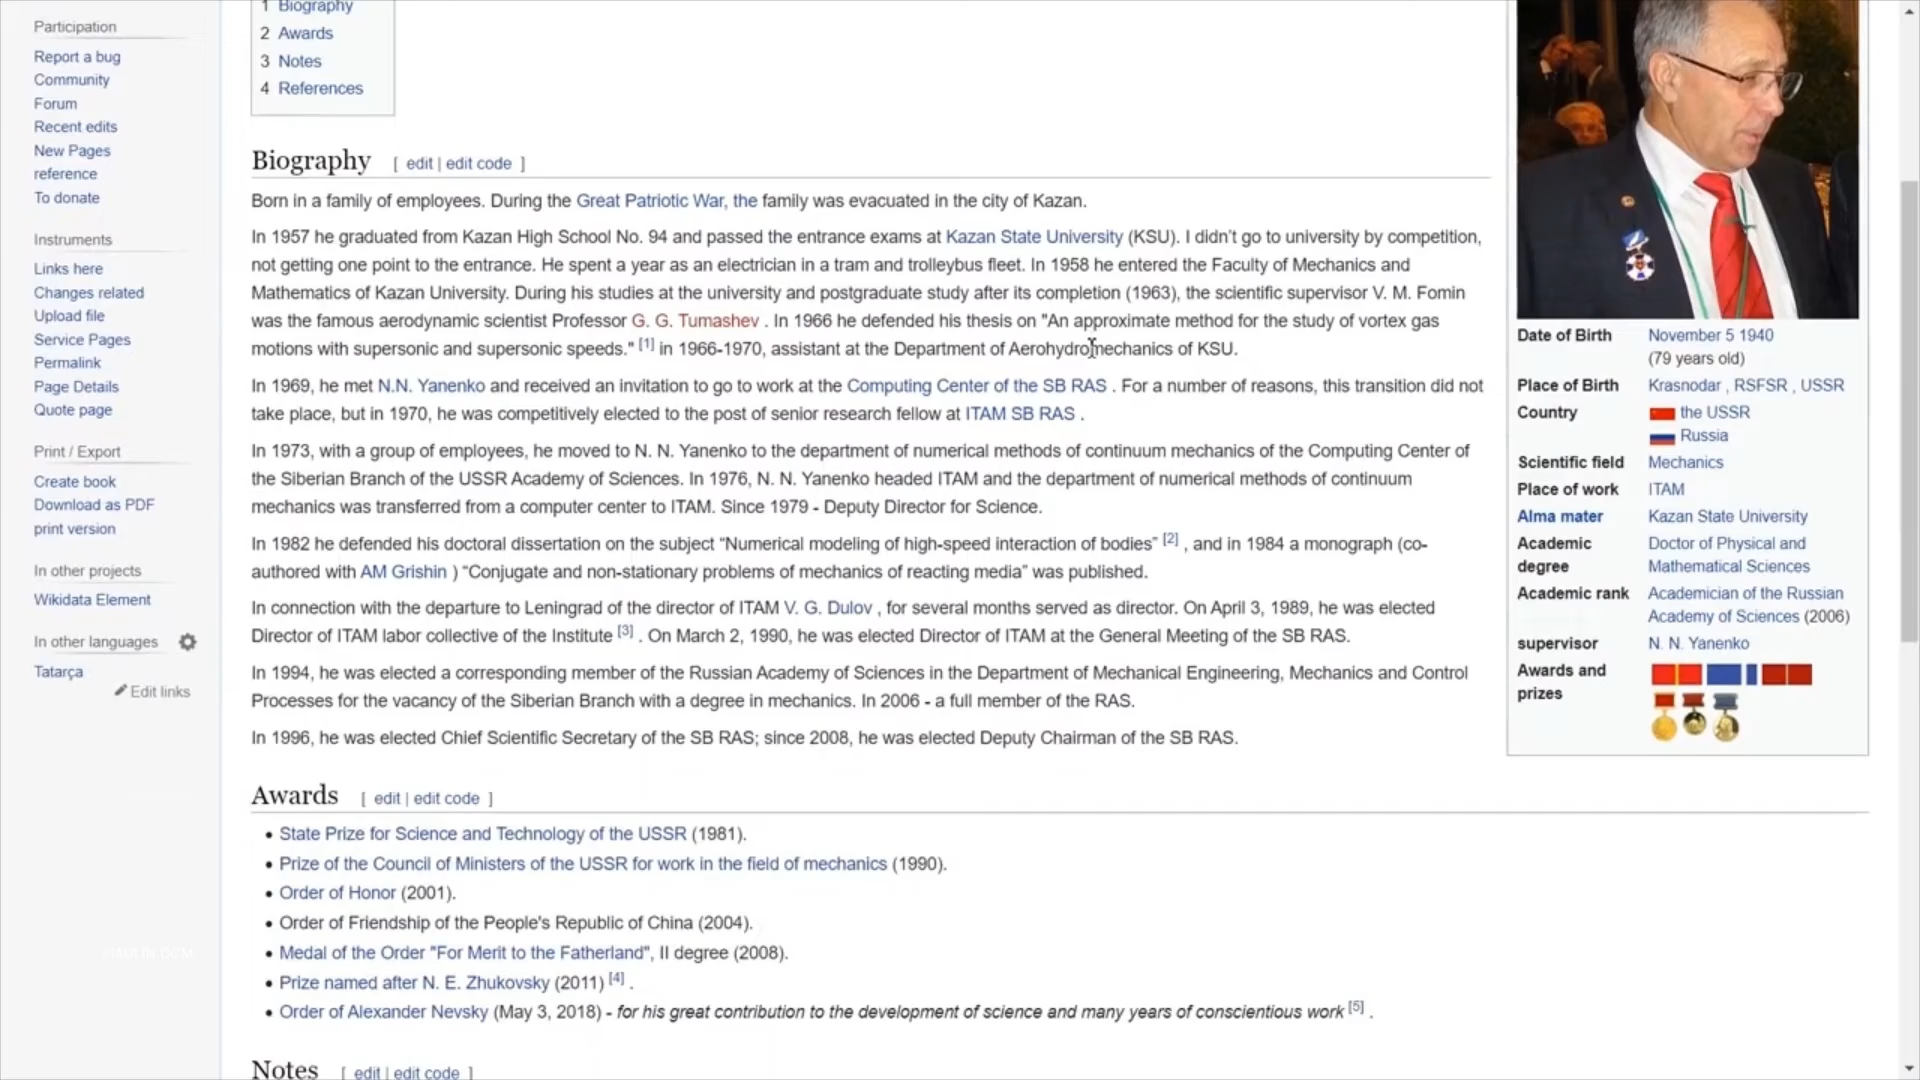 Participation
Report a bug
Community
Forum
Recent edits
New Pages
reference
To donate
Instruments
Links here
Changes related
Upload file
Service Pages
Permalink
Page Details
Quote page
Print / Export
Create book
Download as PDF
print version
In other projects
Wikidata Element
In other languages
Tatarça
Edit links
1 Biography
2 Awards
3 Notes
4 References
Biography [ edit | edit code ]
Born in a family of employees. During the Great Patriotic War, the family was evacuated in the city of Kazan.
In 1957 he graduated from Kazan High School No. 94 and passed the entrance exams at Kazan State University (KSU). I didn't go to university by competition,
not getting one point to the entrance. He spent a year as an electrician in a tram and trolleybus fleet. In 1958 he entered the Faculty of Mechanics and
Mathematics of Kazan University. During his studies at the university and postgraduate study after its completion (1963), the scientific supervisor V. M. Fomin
was the famous aerodynamic scientist Professor G. G. Tumashev . In 1966 he defended his thesis on "An approximate method for the study of vortex gas
motions with supersonic and supersonic speeds." [1] in 1966-1970, assistant at the Department of Aerohydromechanics of KSU.
In 1969, he met N.N. Yanenko and received an invitation to go to work at the Computing Center of the SB RAS . For a number of reasons, this transition did not
take place, but in 1970, he was competitively elected to the post of senior research fellow at ITAM SB RAS .
In 1973, with a group of employees, he moved to N. N. Yanenko to the department of numerical methods of continuum mechanics of the Computing Center of
the Siberian Branch of the USSR Academy of Sciences. In 1976, N. N. Yanenko headed ITAM and the department of numerical methods of continuum
mechanics was transferred from a computer center to ITAM. Since 1979 - Deputy Director for Science.
In 1982 he defended his doctoral dissertation on the subject “Numerical modeling of high-speed interaction of bodies” [2] , and in 1984 a monograph (co-
authored with AM Grishin ) “Conjugate and non-stationary problems of mechanics of reacting media” was published.
In connection with the departure to Leningrad of the director of ITAM V. G. Dulov , for several months served as director. On April 3, 1989, he was elected
Director of ITAM labor collective of the Institute [3] . On March 2, 1990, he was elected Director of ITAM at the General Meeting of the SB RAS.
In 1994, he was elected a corresponding member of the Russian Academy of Sciences in the Department of Mechanical Engineering, Mechanics and Control
Processes for the vacancy of the Siberian Branch with a degree in mechanics. In 2006 - a full member of the RAS.
In 1996, he was elected Chief Scientific Secretary of the SB RAS; since 2008, he was elected Deputy Chairman of the SB RAS.
Awards [ edit | edit code ]
State Prize for Science and Technology of the USSR (1981).
Prize of the Council of Ministers of the USSR for work in the field of mechanics (1990).
Order of Honor (2001).
Order of Friendship of the People's Republic of China (2004).
Medal of the Order "For Merit to the Fatherland", II degree (2008).
Prize named after N. E. Zhukovsky (2011) [4] .
Order of Alexander Nevsky (May 3, 2018) - for his great contribution to the development of science and many years of conscientious work [5] .
Notes [ edit | edit code ]
Date of Birth November 5 1940
(79 years old)
Place of Birth Krasnodar , RSFSR , USSR
Country the USSR
Russia
Scientific field Mechanics
Place of work ITAM
Alma mater Kazan State University
Academic degree Doctor of Physical and
Mathematical Sciences
Academic rank Academician of the Russian
Academy of Sciences (2006)
supervisor N. N. Yanenko
Awards and
prizes